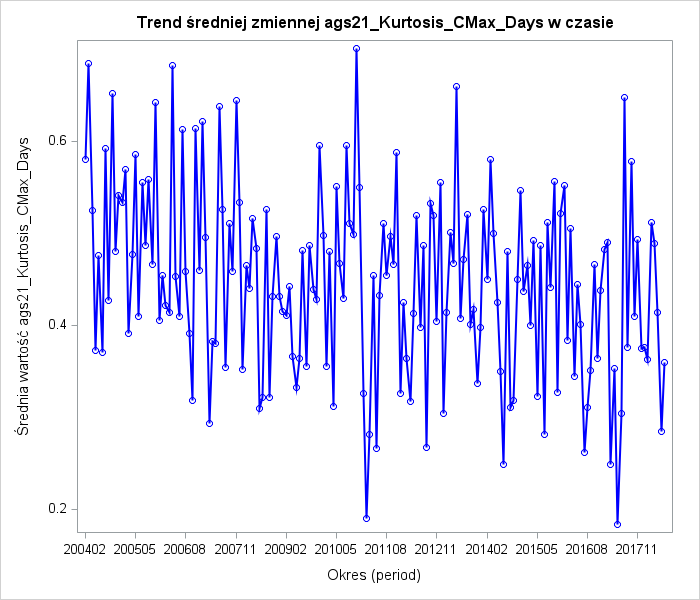 Trend średniej zmiennej ags21_Kurtosis_CMax_Days w czasie
Średnia wartość ags21_Kurtosis_CMax_Days
0.6
0.4
0.2
200402 200505 200608 200711 200902 201005 201108 201211 201402 201505 201608 201711
Okres (period)